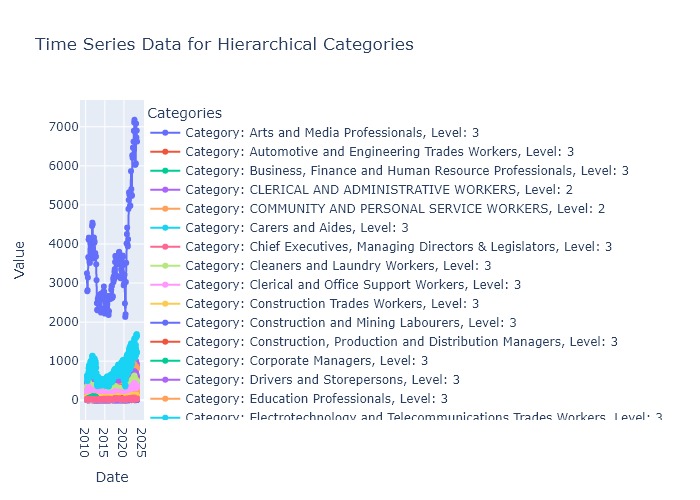 Time Series Data for Hierarchical Categories
Categories
Category: Arts and Media Professionals, Level: 3
Category: Automotive and Engineering Trades Workers, Level: 3
Category: Business, Finance and Human Resource Professionals, Level: 3
Category: CLERICAL AND ADMINISTRATIVE WORKERS, Level: 2
Category: COMMUNITY AND PERSONAL SERVICE WORKERS, Level: 2
Category: Carers and Aides, Level: 3
Category: Chief Executives, Managing Directors & Legislators, Level: 3
Category: Cleaners and Laundry Workers, Level: 3
Category: Clerical and Office Support Workers, Level: 3
Category: Construction Trades Workers, Level: 3
Category: Construction and Mining Labourers, Level: 3
Category: Construction, Production and Distribution Managers, Level: 3
Category: Corporate Managers, Level: 3
Category: Drivers and Storepersons, Level: 3
Category: Education Professionals, Level: 3
Category: Electrotechnology and Telecommunications Trades Workers, Level: 3
7000
6000
5000
4000
3000
2000
1000
0
Value
2010
2015
2020
2025
Date